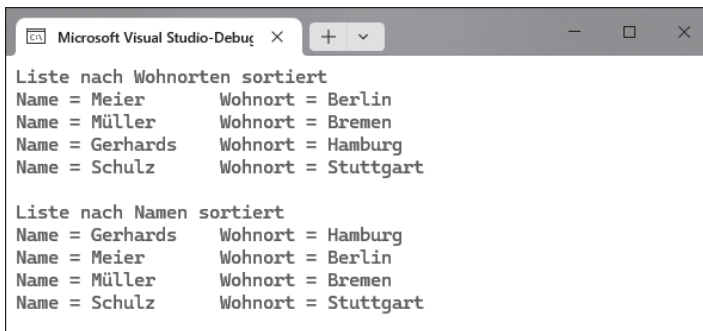 Microsoft Visual Studio-Debug
Liste nach Wohnorten sortiert
Name = Meier Wohnort = Berlin
Name = Müller Wohnort = Bremen
Name = Gerhards Wohnort = Hamburg
Name = Schulz Wohnort = Stuttgart
Liste nach Namen sortiert
Name = Gerhards Wohnort = Hamburg
Name = Meier Wohnort = Berlin
Name = Müller Wohnort = Bremen
Name = Schulz Wohnort = Stuttgart